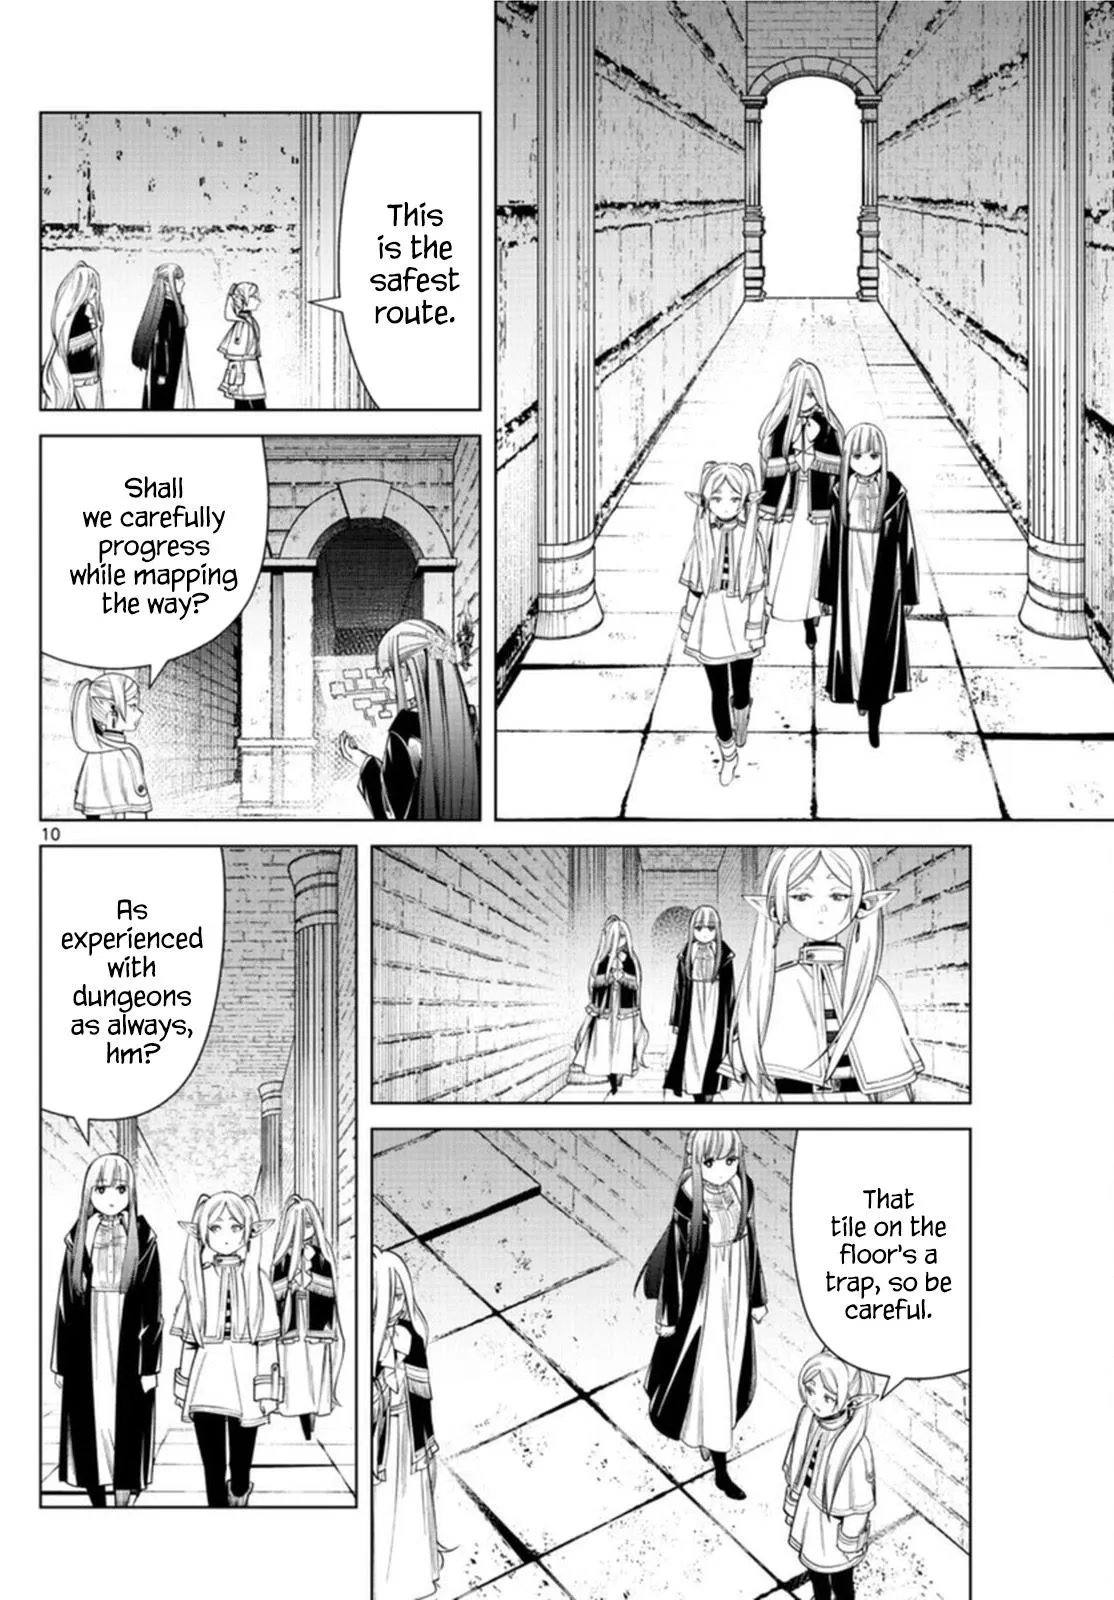 This
is the
safest
route.
Shall
we carefully
progress
while mapping
the way?
10
That
tile on the
floor's a
trap, so be
careful.
As
experienced
with
dungeons
as always,
hm?